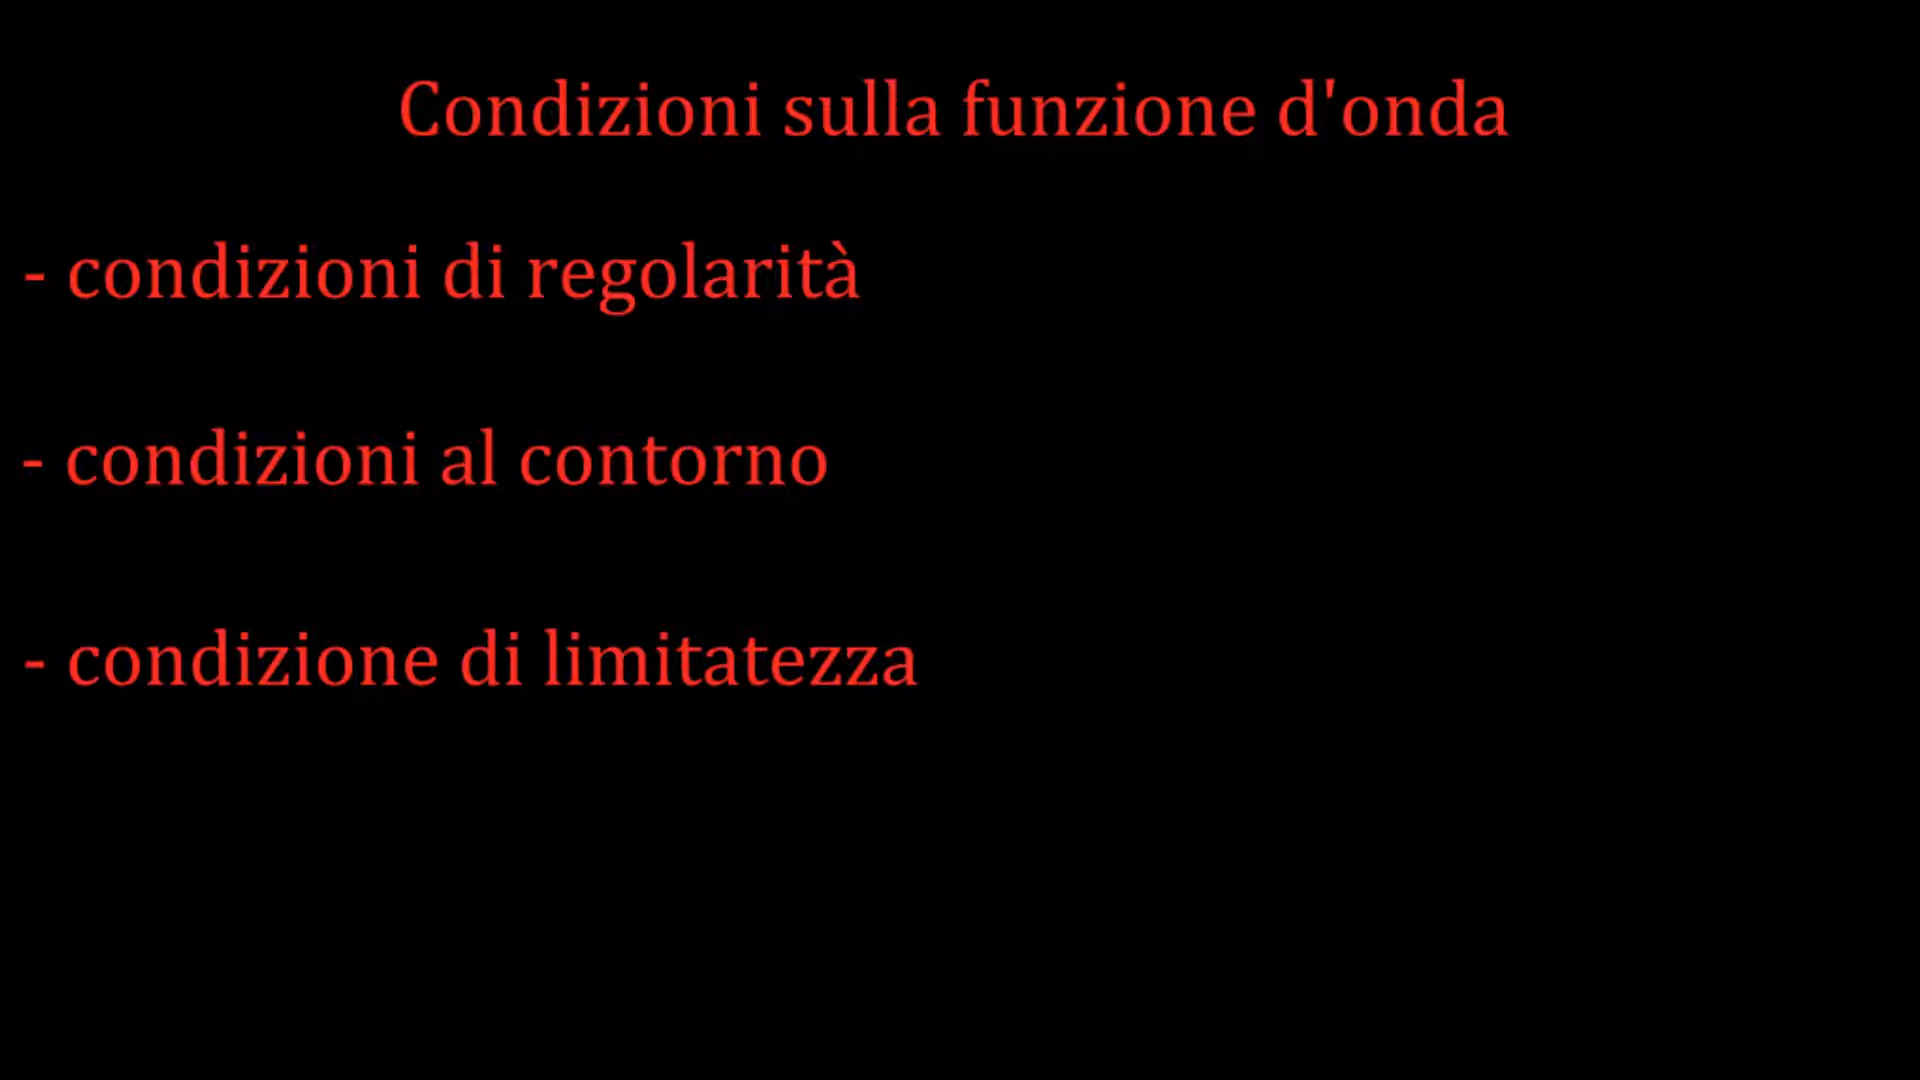 Condizioni sulla funzione d'onda
- condizioni di regolarità
- condizioni al contorno
- condizione di limitatezza